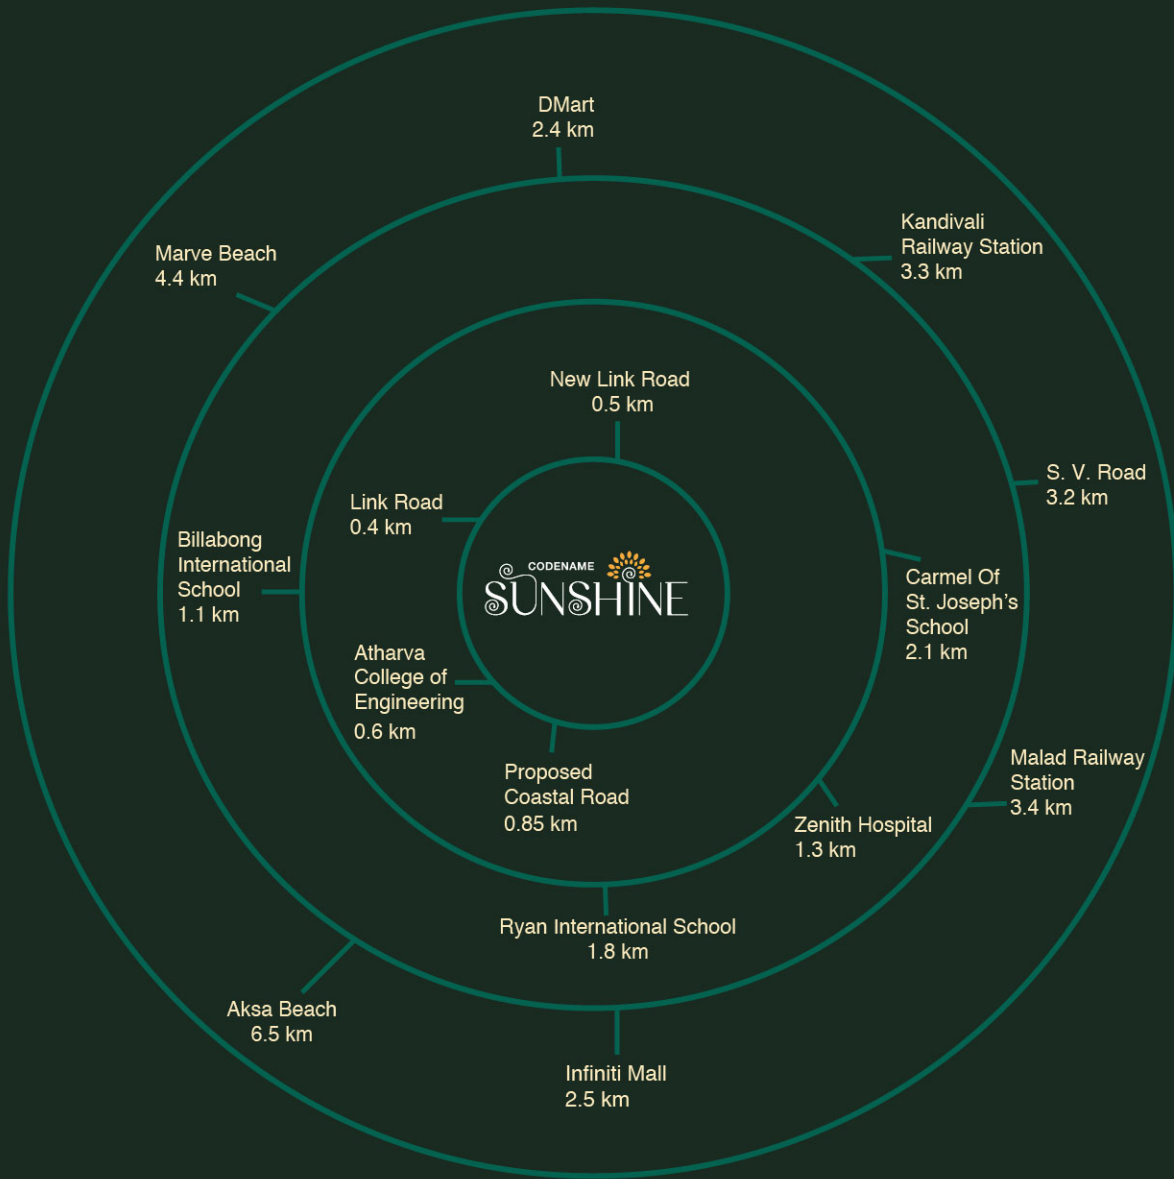 DMart
2.4 km
Kandivali
Railway Station
3.3 km
Marve Beach
4.4 km
New Link Road
0.5 km
S. V. Road
3.2 km
Link Road
0.4 km
Billabong
International
School
1.1 km
CODENAME
SUNSHINE
Carmel Of
St. Joseph's
School
2.1 km
Atharva
College of
Engineering
0.6 km
Proposed
Coastal Road
0.85 km
Malad Railway
Station
3.4 km
Zenith Hospital
1.3 km
Ryan International School
1.8 km
Aksa Beach
6.5 km
Infiniti Mall
2.5 km